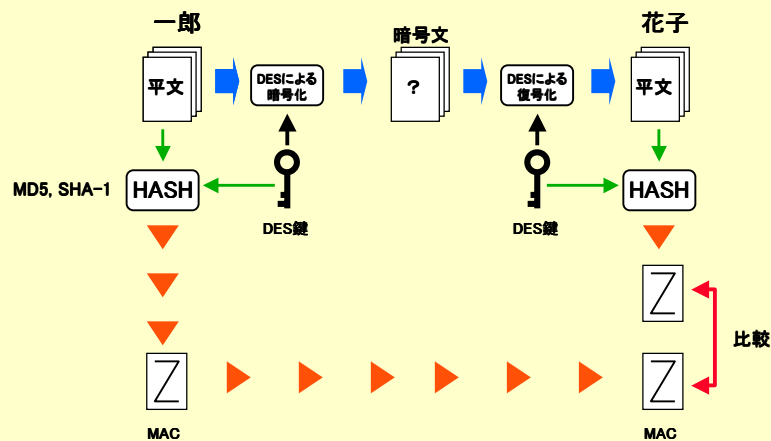 一郎
花子
暗号文
平文
DESによる
暗号化
?
DESによる
復号化
平文
MD5, SHA-1
HASH
HASH
DES鍵
DES鍵
Z
比較
Z
Z
MAC
MAC